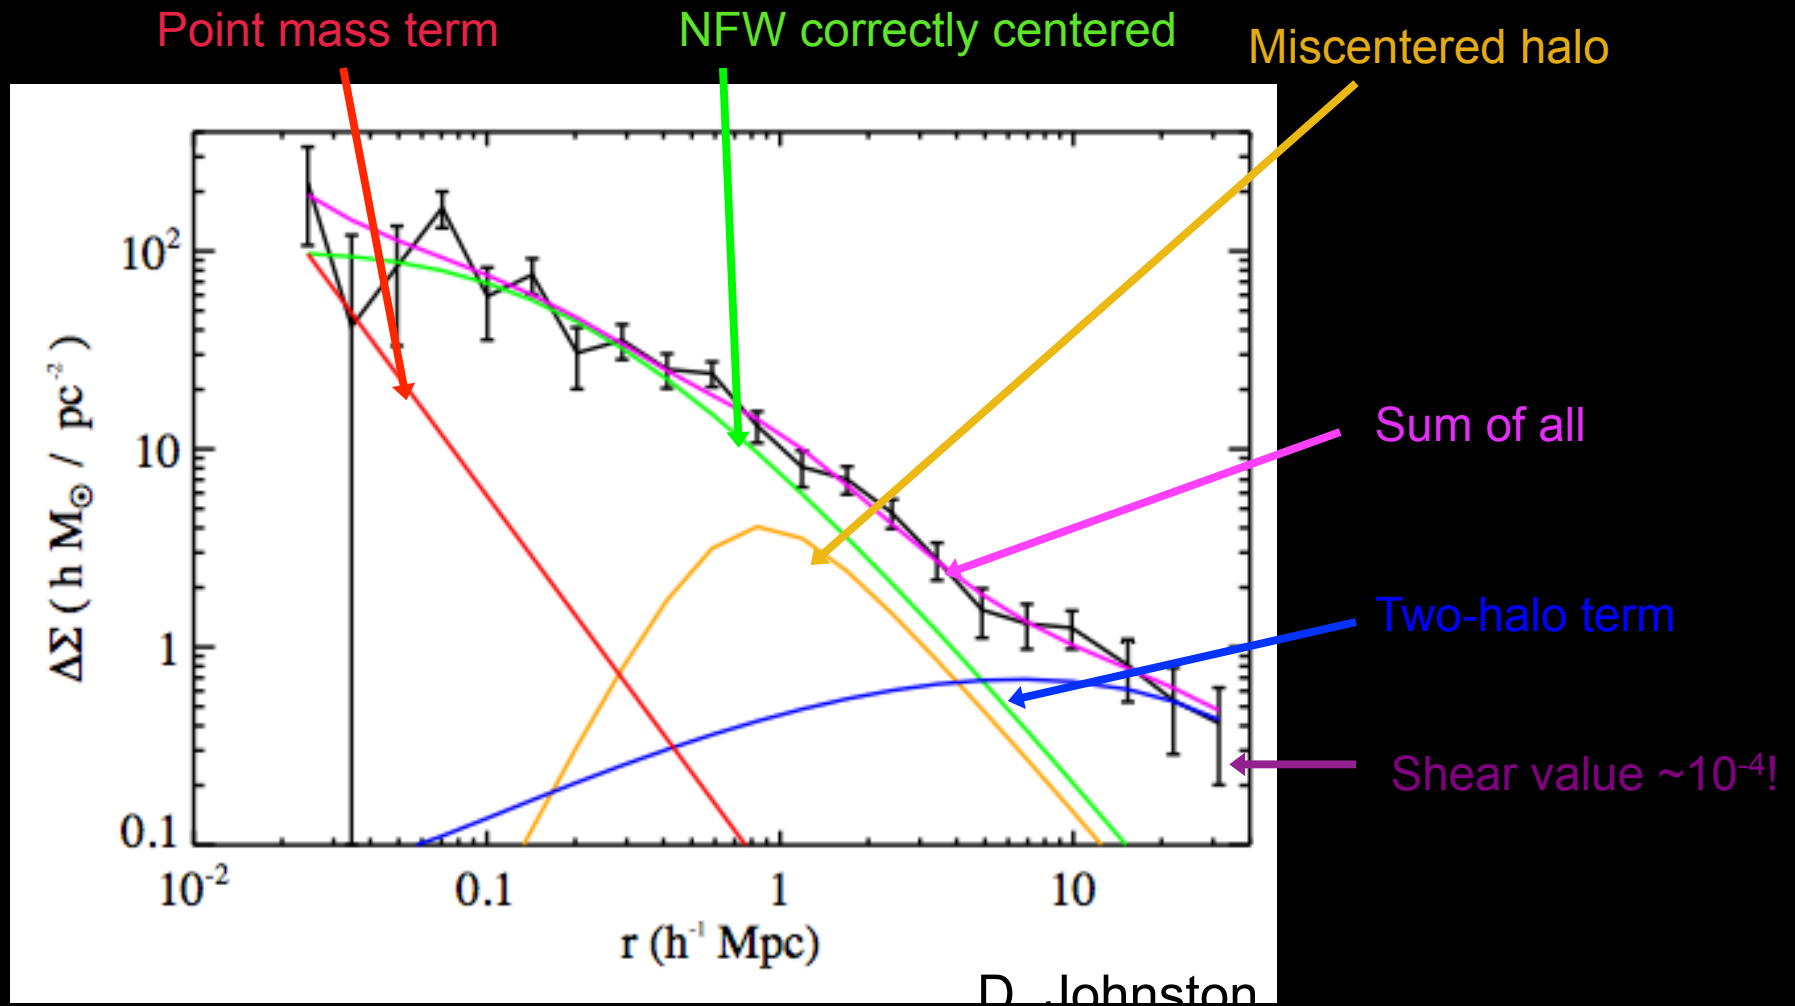 Point mass term
NFW correctly centered
Miscentered halo
Sum of all
Two-halo term
Shear value ~10⁻⁴!
ΔΣ ( h M☉ / pc⁻² )
10²
10
1
0.1
10⁻²
0.1
1
10
r (h⁻¹ Mpc)
D. Johnston